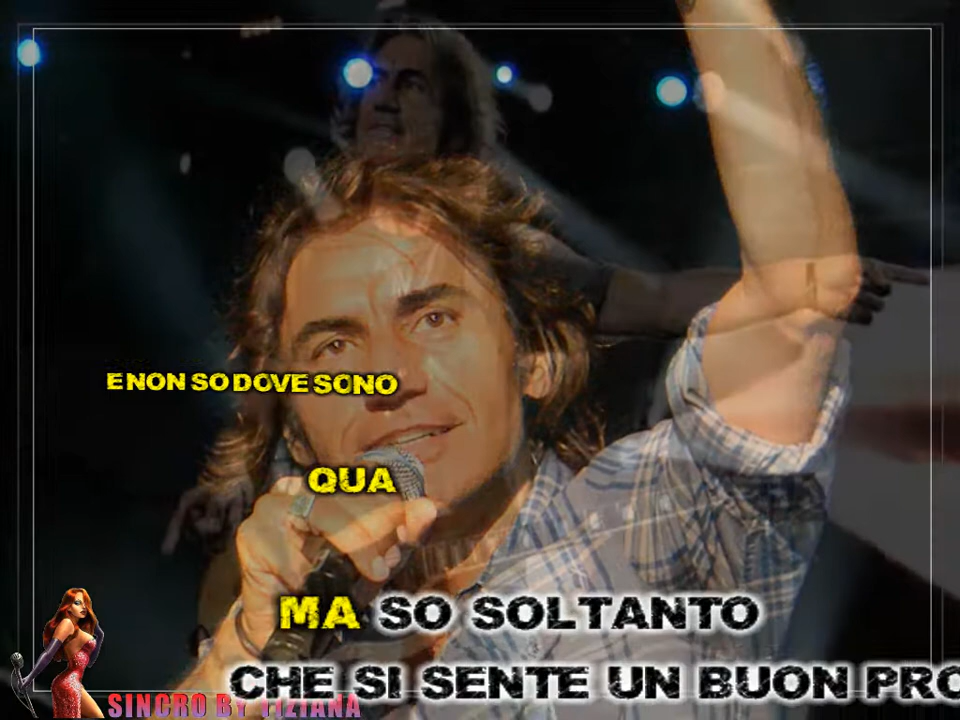 E NON SO DOVE SONO
QUA
MA SO SOLTANTO
CHE SI SENTE UN BUON PRO
SINCRO BY TIZIANA